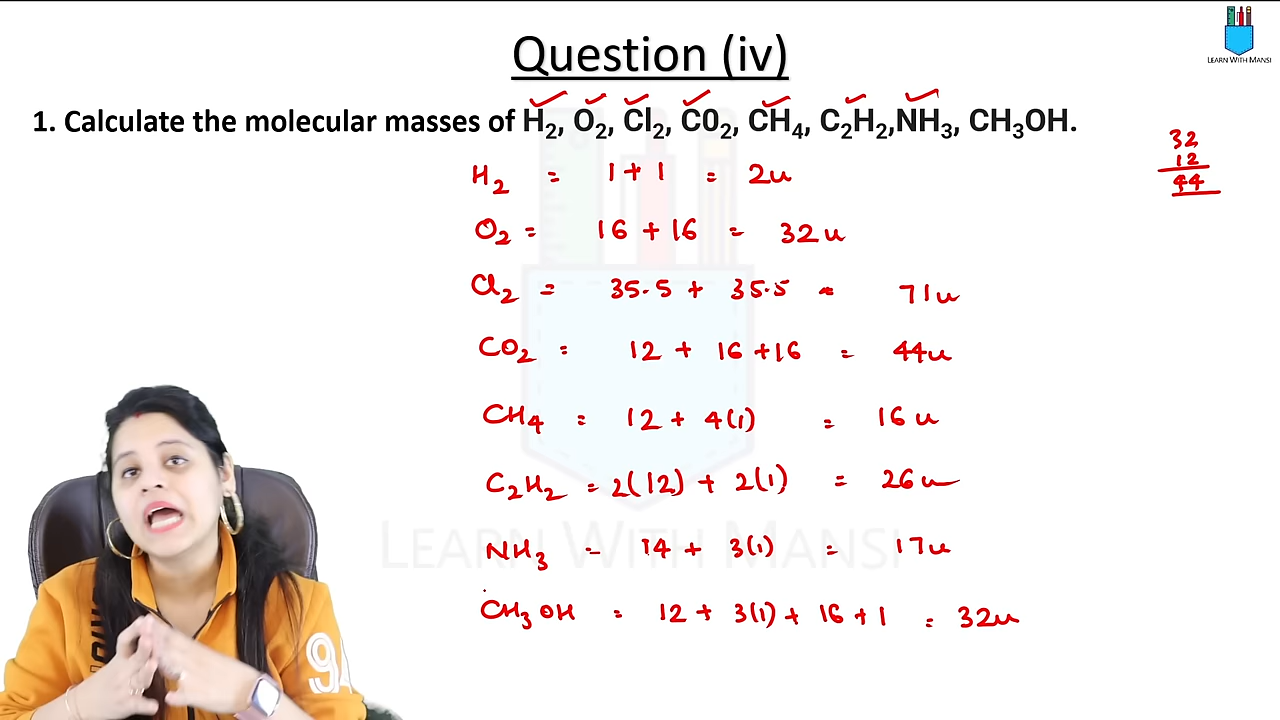 Question (iv)
LEARN WITH MANSI
1. Calculate the molecular masses of H₂, O₂, Cl₂, C0₂, CH₄, C₂H₂,NH₃, CH₃OH.
32
12
44
H₂ = 1 + 1 = 2u
O₂ = 16 + 16 = 32u
Cl₂ = 35.5 + 35.5 = 71u
CO₂ = 12 + 16 + 16 = 44u
CH₄ = 12 + 4(1) = 16u
C₂H₂ = 2(12) + 2(1) = 26u
LEARN WITH MANSI
NH₃ = 14 + 3(1) = 17u
CH₃OH = 12 + 3(1) + 16 + 1 = 32u